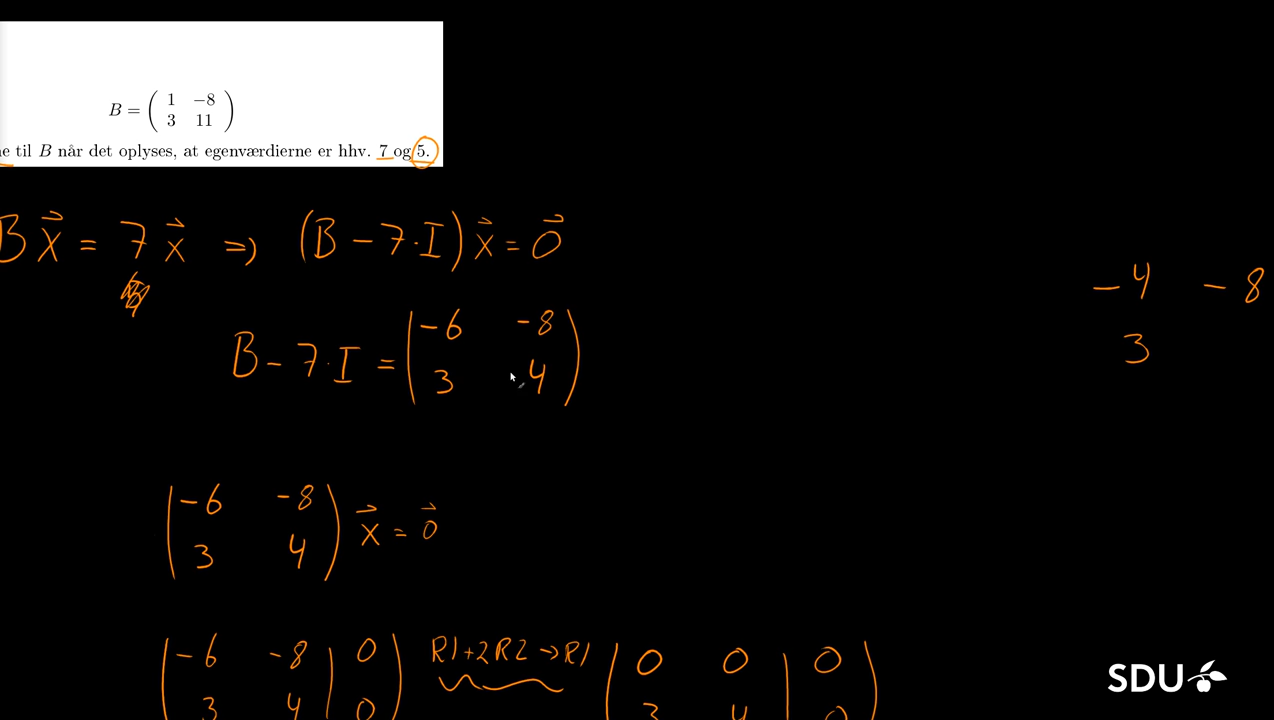 B = ( 1 −8
3 11 )
e til B når det oplyses, at egenværdierne er hhv. 7 og 5.
B x⃗ = 7 x⃗ ⇒ (B − 7·I) x⃗ = 0⃗
B − 7·I = ( −6 −8
3 4 )
( −6 −8
3 4 ) x⃗ = 0⃗
( −6 −8 | 0
3 4 | 0
R1+2R2→R1
( 0 0 | 0 )
3 4 | 0
−4 −8
3
SDU